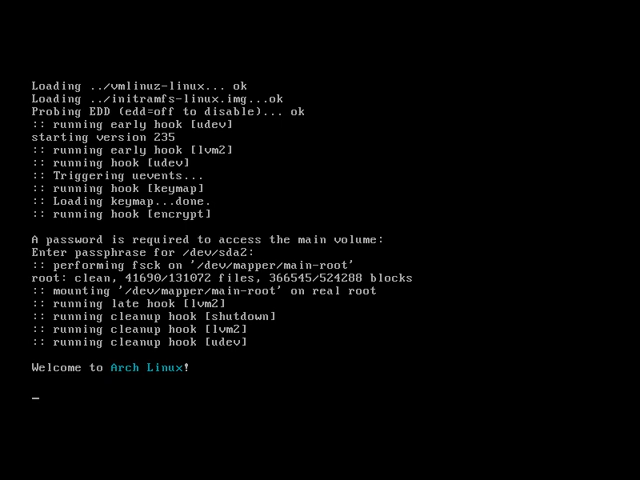 Loading ../vmlinuz-linux... ok
Loading ../initramfs-linux.img...ok
Probing EDD (edd=off to disable)... ok
:: running early hook [udev]
starting version 235
:: running early hook [lvm2]
:: running hook [udev]
:: Triggering uevents...
:: running hook [keymap]
:: Loading keymap...done.
:: running hook [encrypt]
A password is required to access the main volume:
Enter passphrase for /dev/sda2:
:: performing fsck on '/dev/mapper/main-root'
root: clean, 41690/131072 files, 366545/524288 blocks
:: mounting '/dev/mapper/main-root' on real root
:: running late hook [lvm2]
:: running cleanup hook [shutdown]
:: running cleanup hook [lvm2]
:: running cleanup hook [udev]
Welcome to Arch Linux!